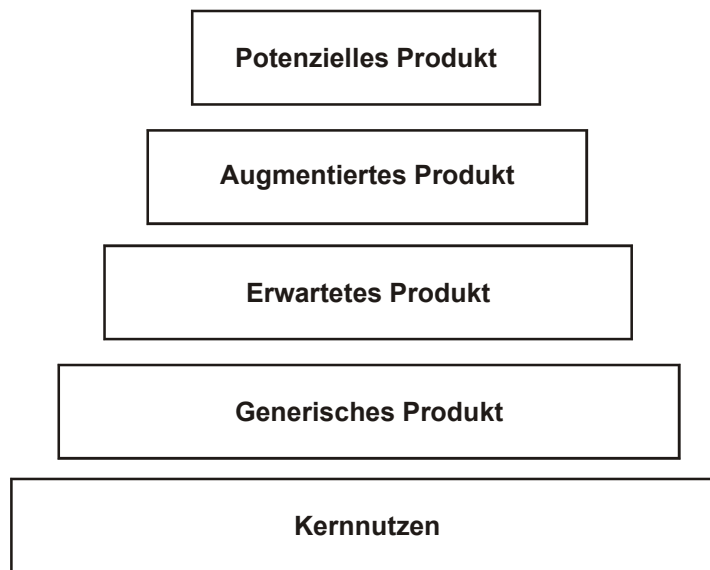 Potenzielles Produkt
Augmentiertes Produkt
Erwartetes Produkt
Generisches Produkt
Kernnutzen